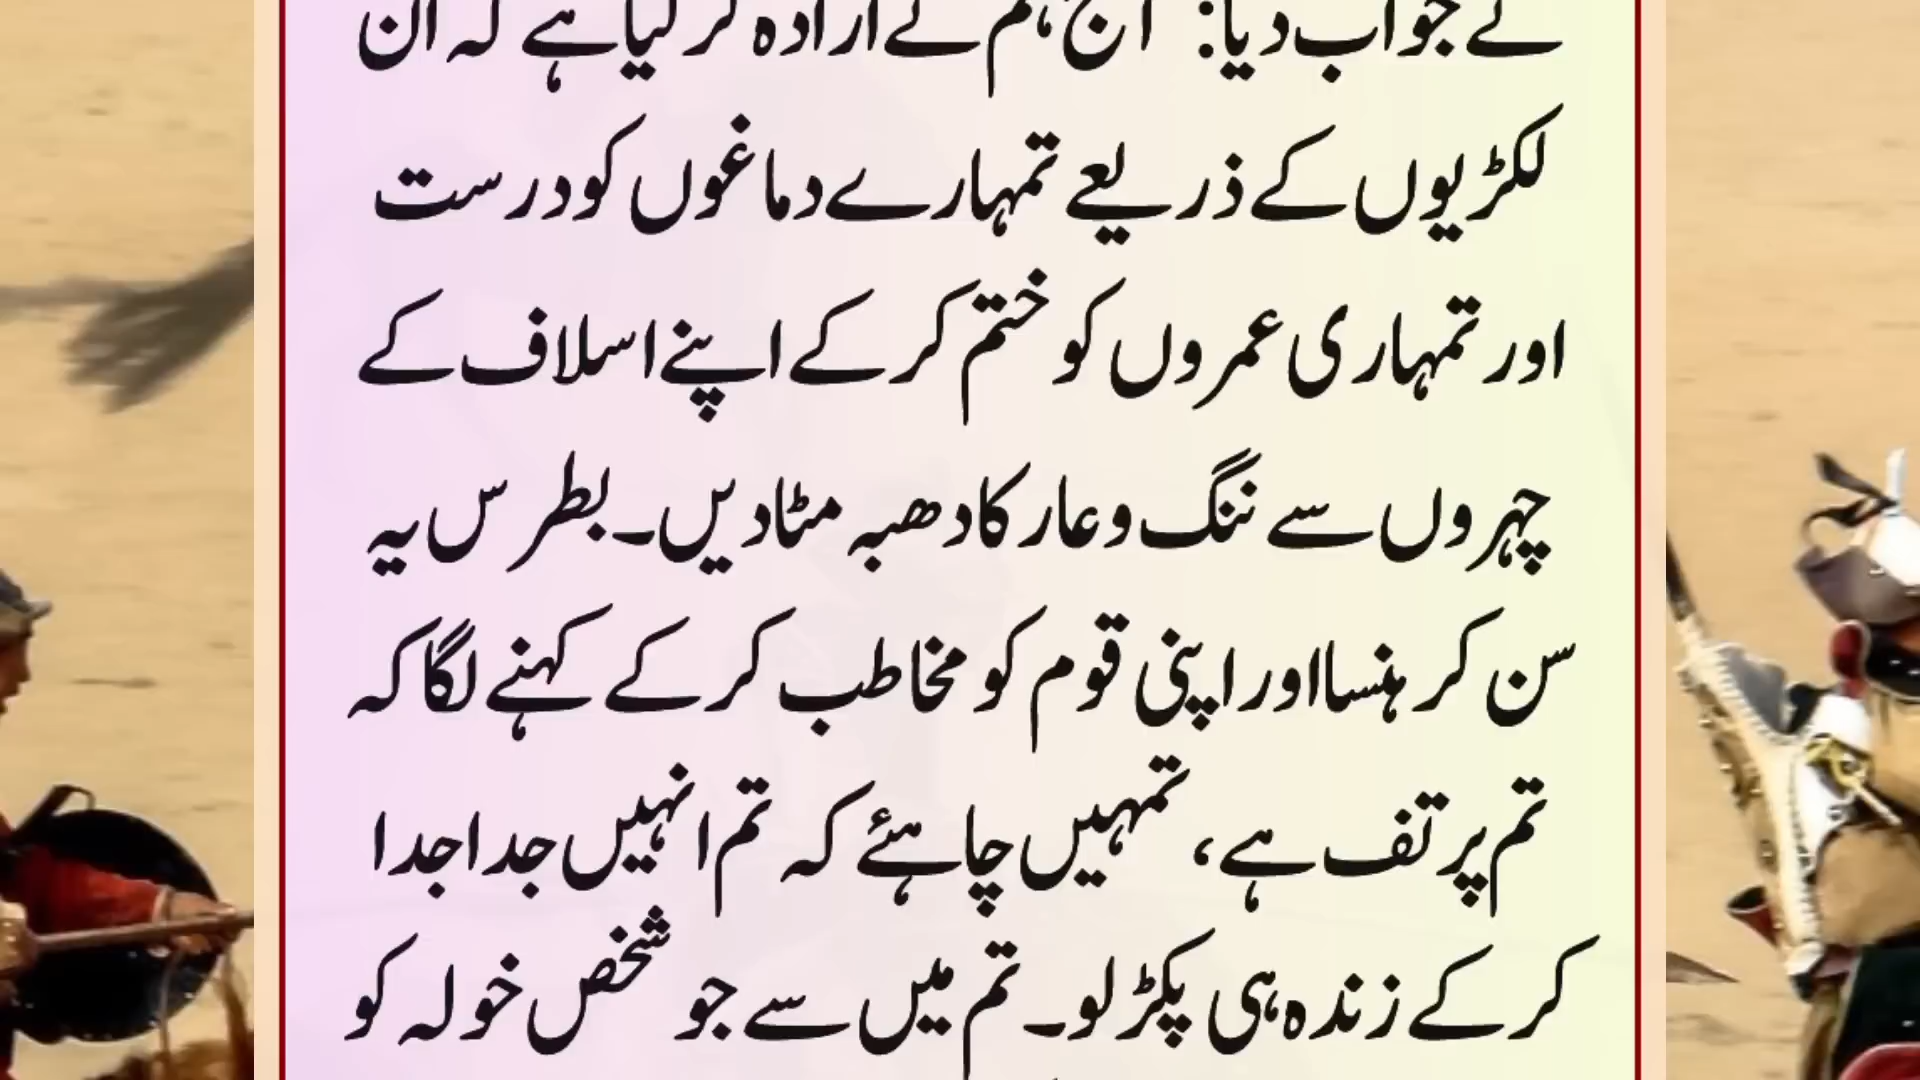 نے جواب دیا: آج ہم نے ارادہ کر لیا ہے کہ ان
لکڑیوں کے ذریعے تمہارے دماغوں کو درست
اور تمہاری عمروں کو ختم کر کے اپنے اسلاف کے
چہروں سے ننگ و عار کا دھبہ مٹا دیں۔ بطرس یہ
سن کر ہنسا اور اپنی قوم کو مخاطب کر کے کہنے لگا کہ
تم پر تف ہے، تمہیں چاہئے کہ تم انہیں جدا جدا
کر کے زندہ ہی پکڑ لو۔ تم میں سے جو شخص خولہ کو